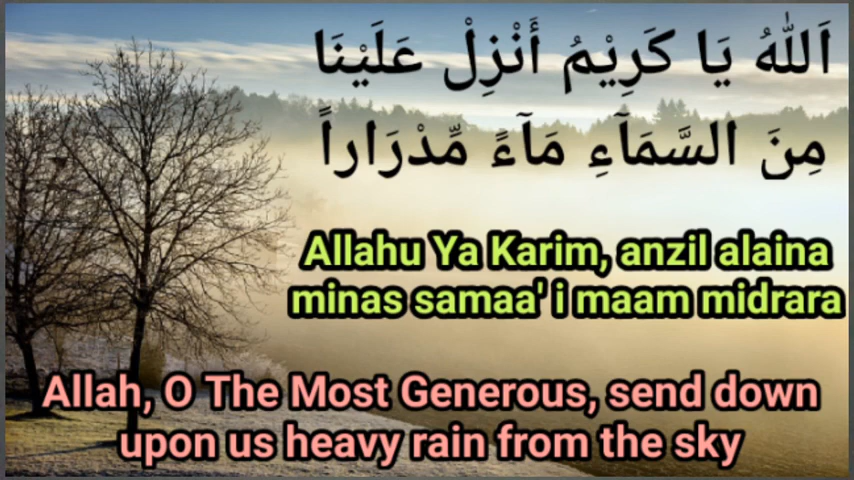 اَللهُ يَا كَرِيْمُ أَنْزِلْ عَلَيْنَا
مِنَ السَّمَآءِ مَآءً مِّدْرَاراً
Allahu Ya Karim, anzil alaina
minas samaa' i maam midrara
Allah, O The Most Generous, send down
upon us heavy rain from the sky